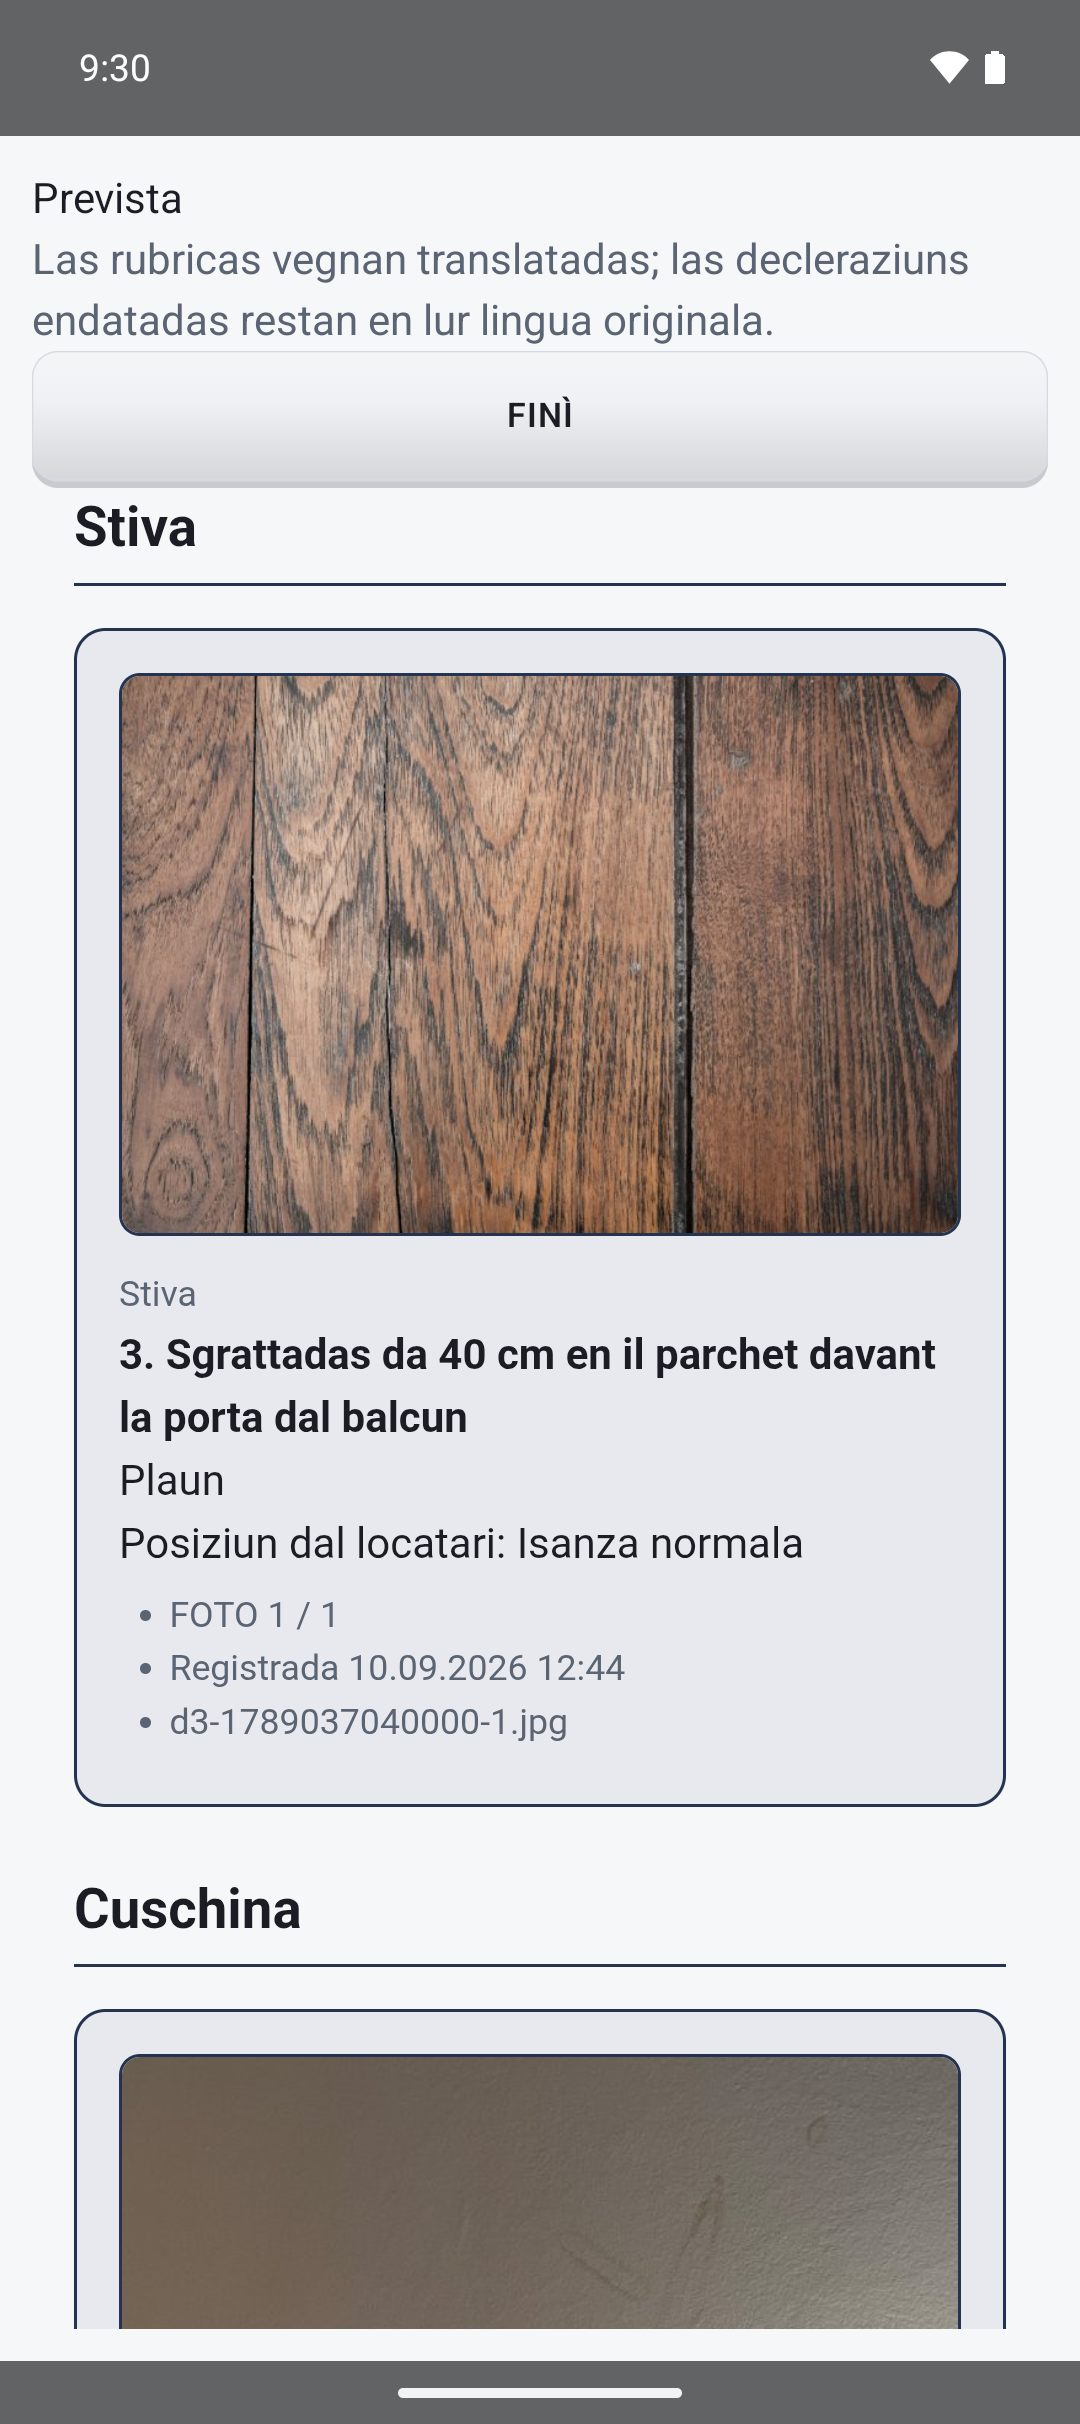 9:30
Prevista
Las rubricas vegnan translatadas; las decleraziuns
endatadas restan en lur lingua originala.
FINÌ
Stiva
Stiva
3. Sgrattadas da 40 cm en il parchet davant
la porta dal balcun
Plaun
Posiziun dal locatari: Isanza normala
• FOTO 1 / 1
• Registrada 10.09.2026 12:44
• d3-1789037040000-1.jpg
Cuschina